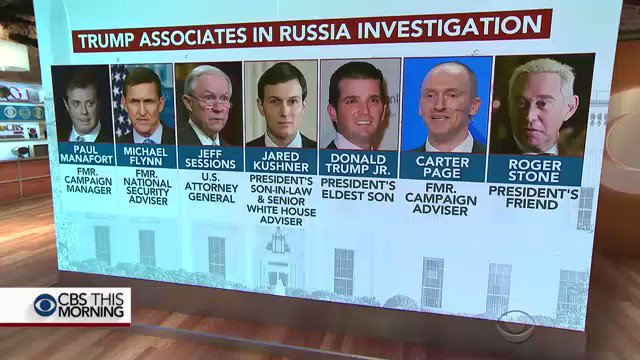 TRUMP ASSOCIATES IN RUSSIA INVESTIGATION
PAUL
MANAFORT
FMR.
CAMPAIGN
MANAGER
MICHAEL
FLYNN
FMR.
NATIONAL
SECURITY
ADVISER
JEFF
SESSIONS
U.S.
ATTORNEY
GENERAL
JARED
KUSHNER
PRESIDENT'S
SON-IN-LAW
& SENIOR
WHITE HOUSE
ADVISER
DONALD
TRUMP JR.
PRESIDENT'S
ELDEST SON
CARTER
PAGE
FMR.
CAMPAIGN
ADVISER
ROGER
STONE
PRESIDENT'S
FRIEND
CBS THIS
MORNING